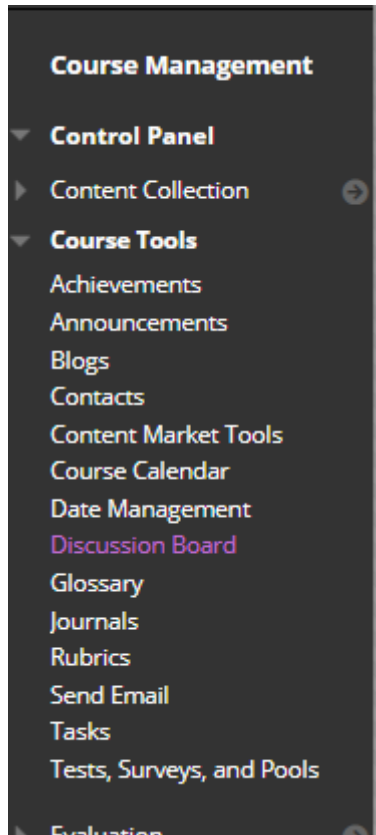 Course Management
Control Panel
Content Collection
Course Tools
Achievements
Announcements
Blogs
Contacts
Content Market Tools
Course Calendar
Date Management
Discussion Board
Glossary
Journals
Rubrics
Send Email
Tasks
Tests, Surveys, and Pools
Evaluation